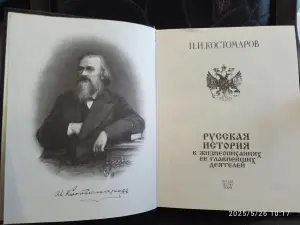 Н.И.КОСТОМАРОВ
РУССКАЯ
ИСТОРИЯ
В ЖИЗНЕОПИСАНИЯХ
ЕЕ ГЛАВНЕЙШИХ
ДЕЯТЕЛЕЙ
2025/5/26 10:17